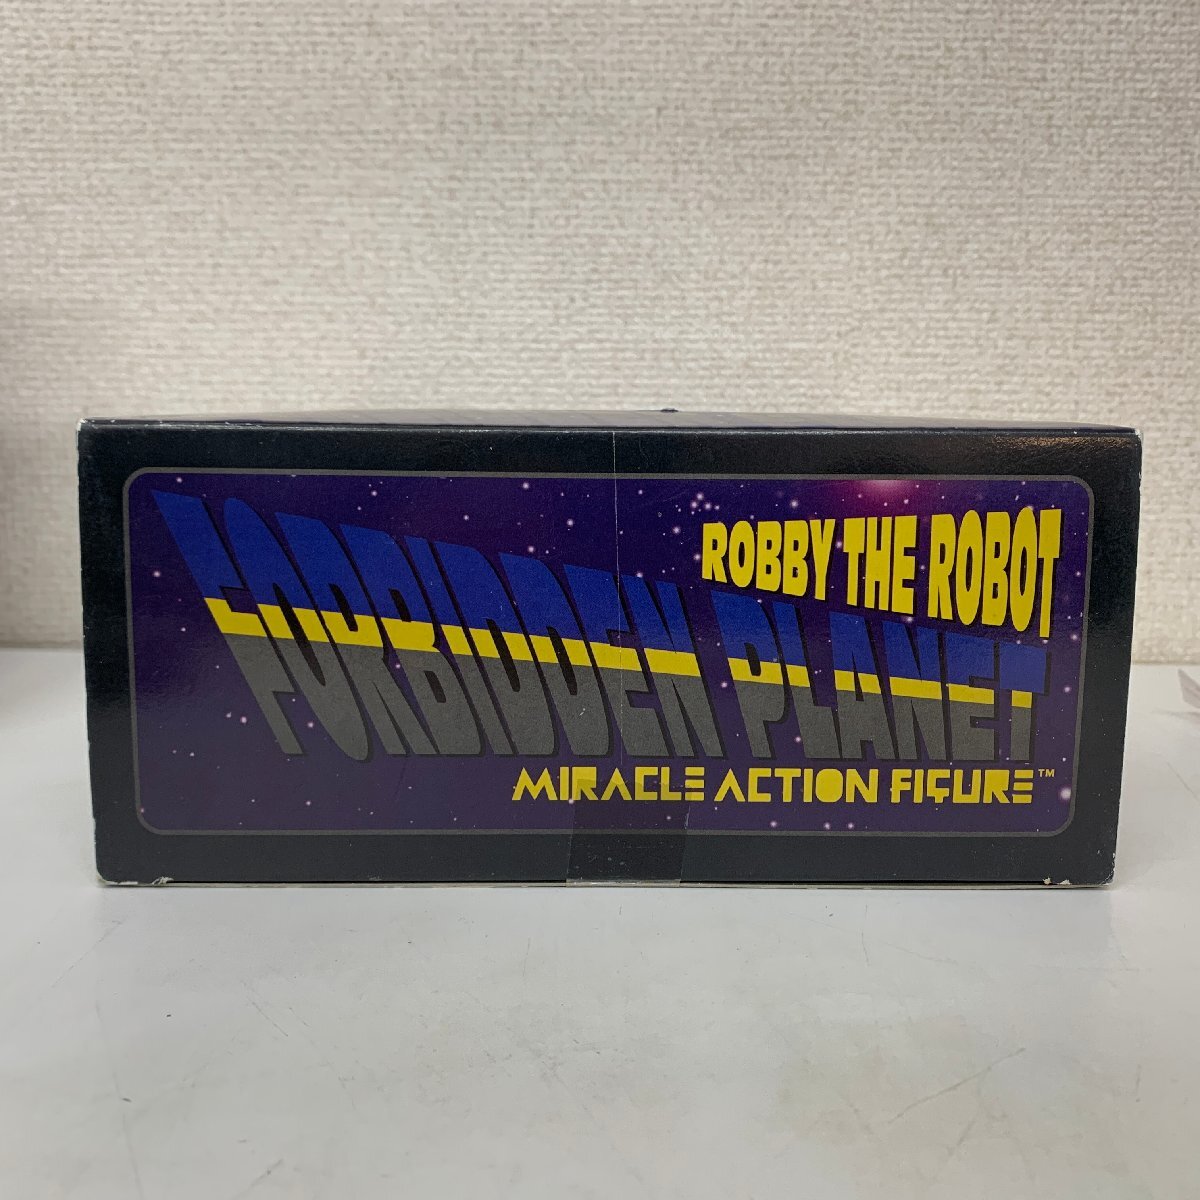 ROBBY THE ROBOT
FORBIDDEN PLANET
MIRACLE ACTION FIGURE™